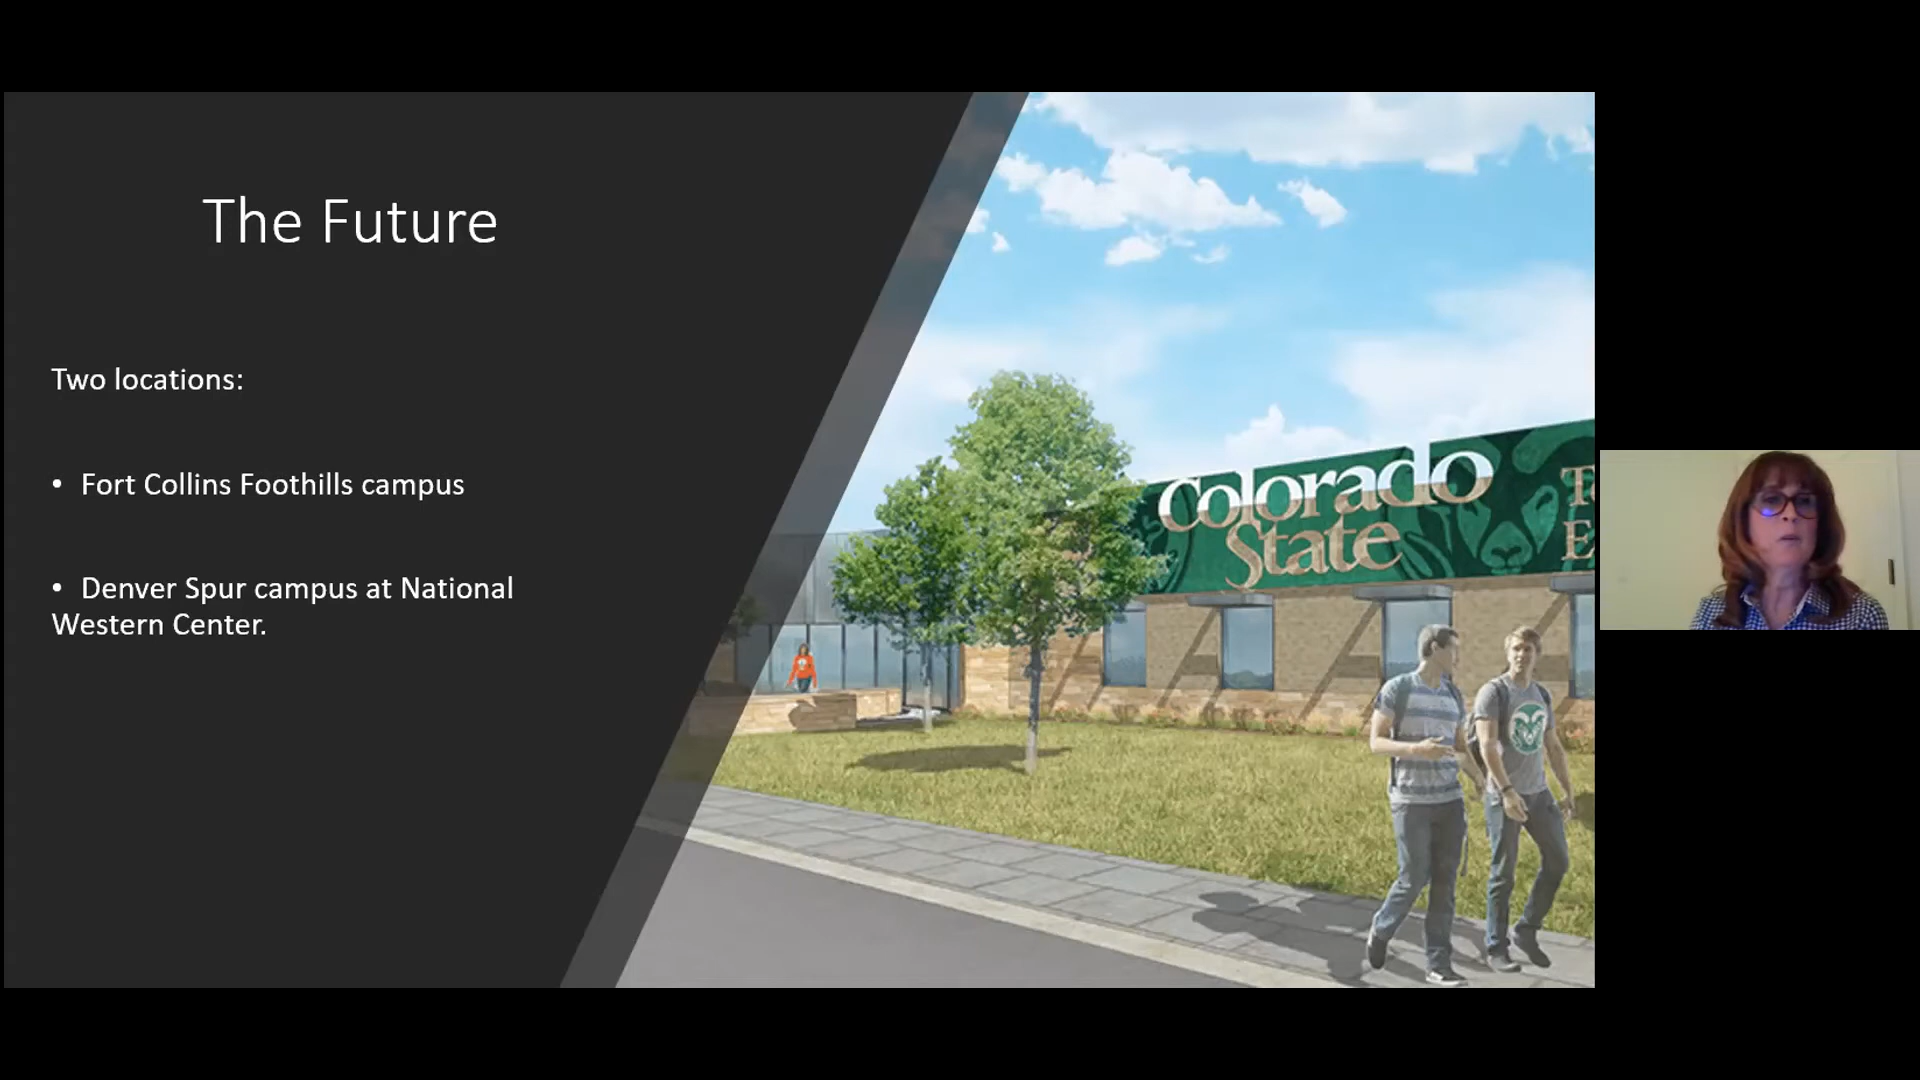 The Future
Two locations:
• Fort Collins Foothills campus
• Denver Spur campus at National
Western Center.
Colorado
State